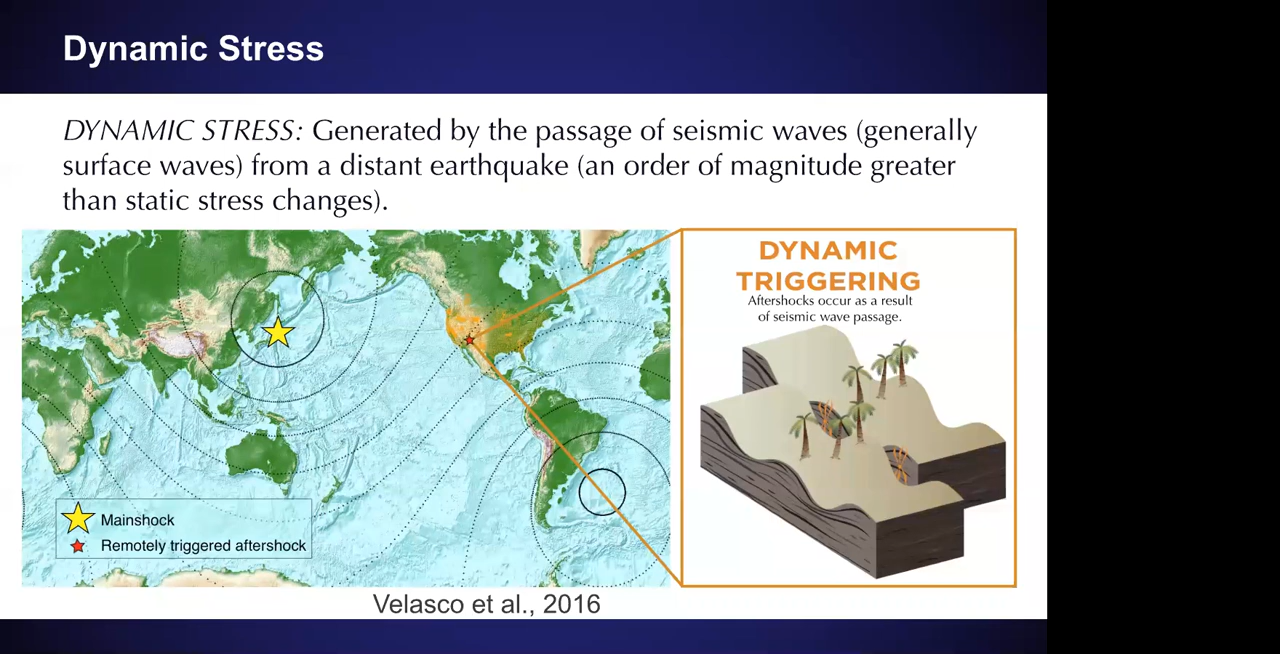 Dynamic Stress
DYNAMIC STRESS: Generated by the passage of seismic waves (generally
surface waves) from a distant earthquake (an order of magnitude greater
than static stress changes).
DYNAMIC
TRIGGERING
Aftershocks occur as a result
of seismic wave passage.
Mainshock
Remotely triggered aftershock
Velasco et al., 2016